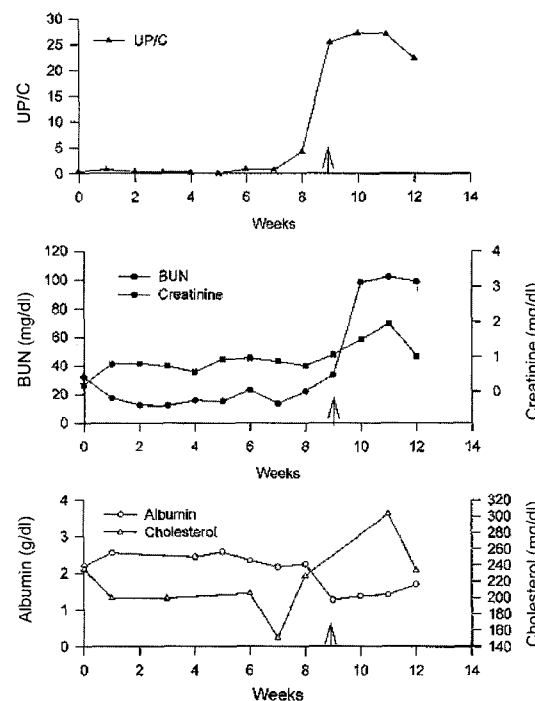 UP/C
UP/C
30
25
20
15
10
5
0
0 2 4 6 8 10 12 14
Weeks
BUN (mg/dl)
Creatinine (mg/dl)
BUN
Creatinine
120
100
80
60
40
20
0
4
3
2
1
0
0 2 4 6 8 10 12 14
Weeks
Albumin (g/dl)
Cholesterol (mg/dl)
Albumin
Cholesterol
4
3
2
1
0
320
300
280
260
240
220
200
180
160
140
0 2 4 6 8 10 12 14
Weeks